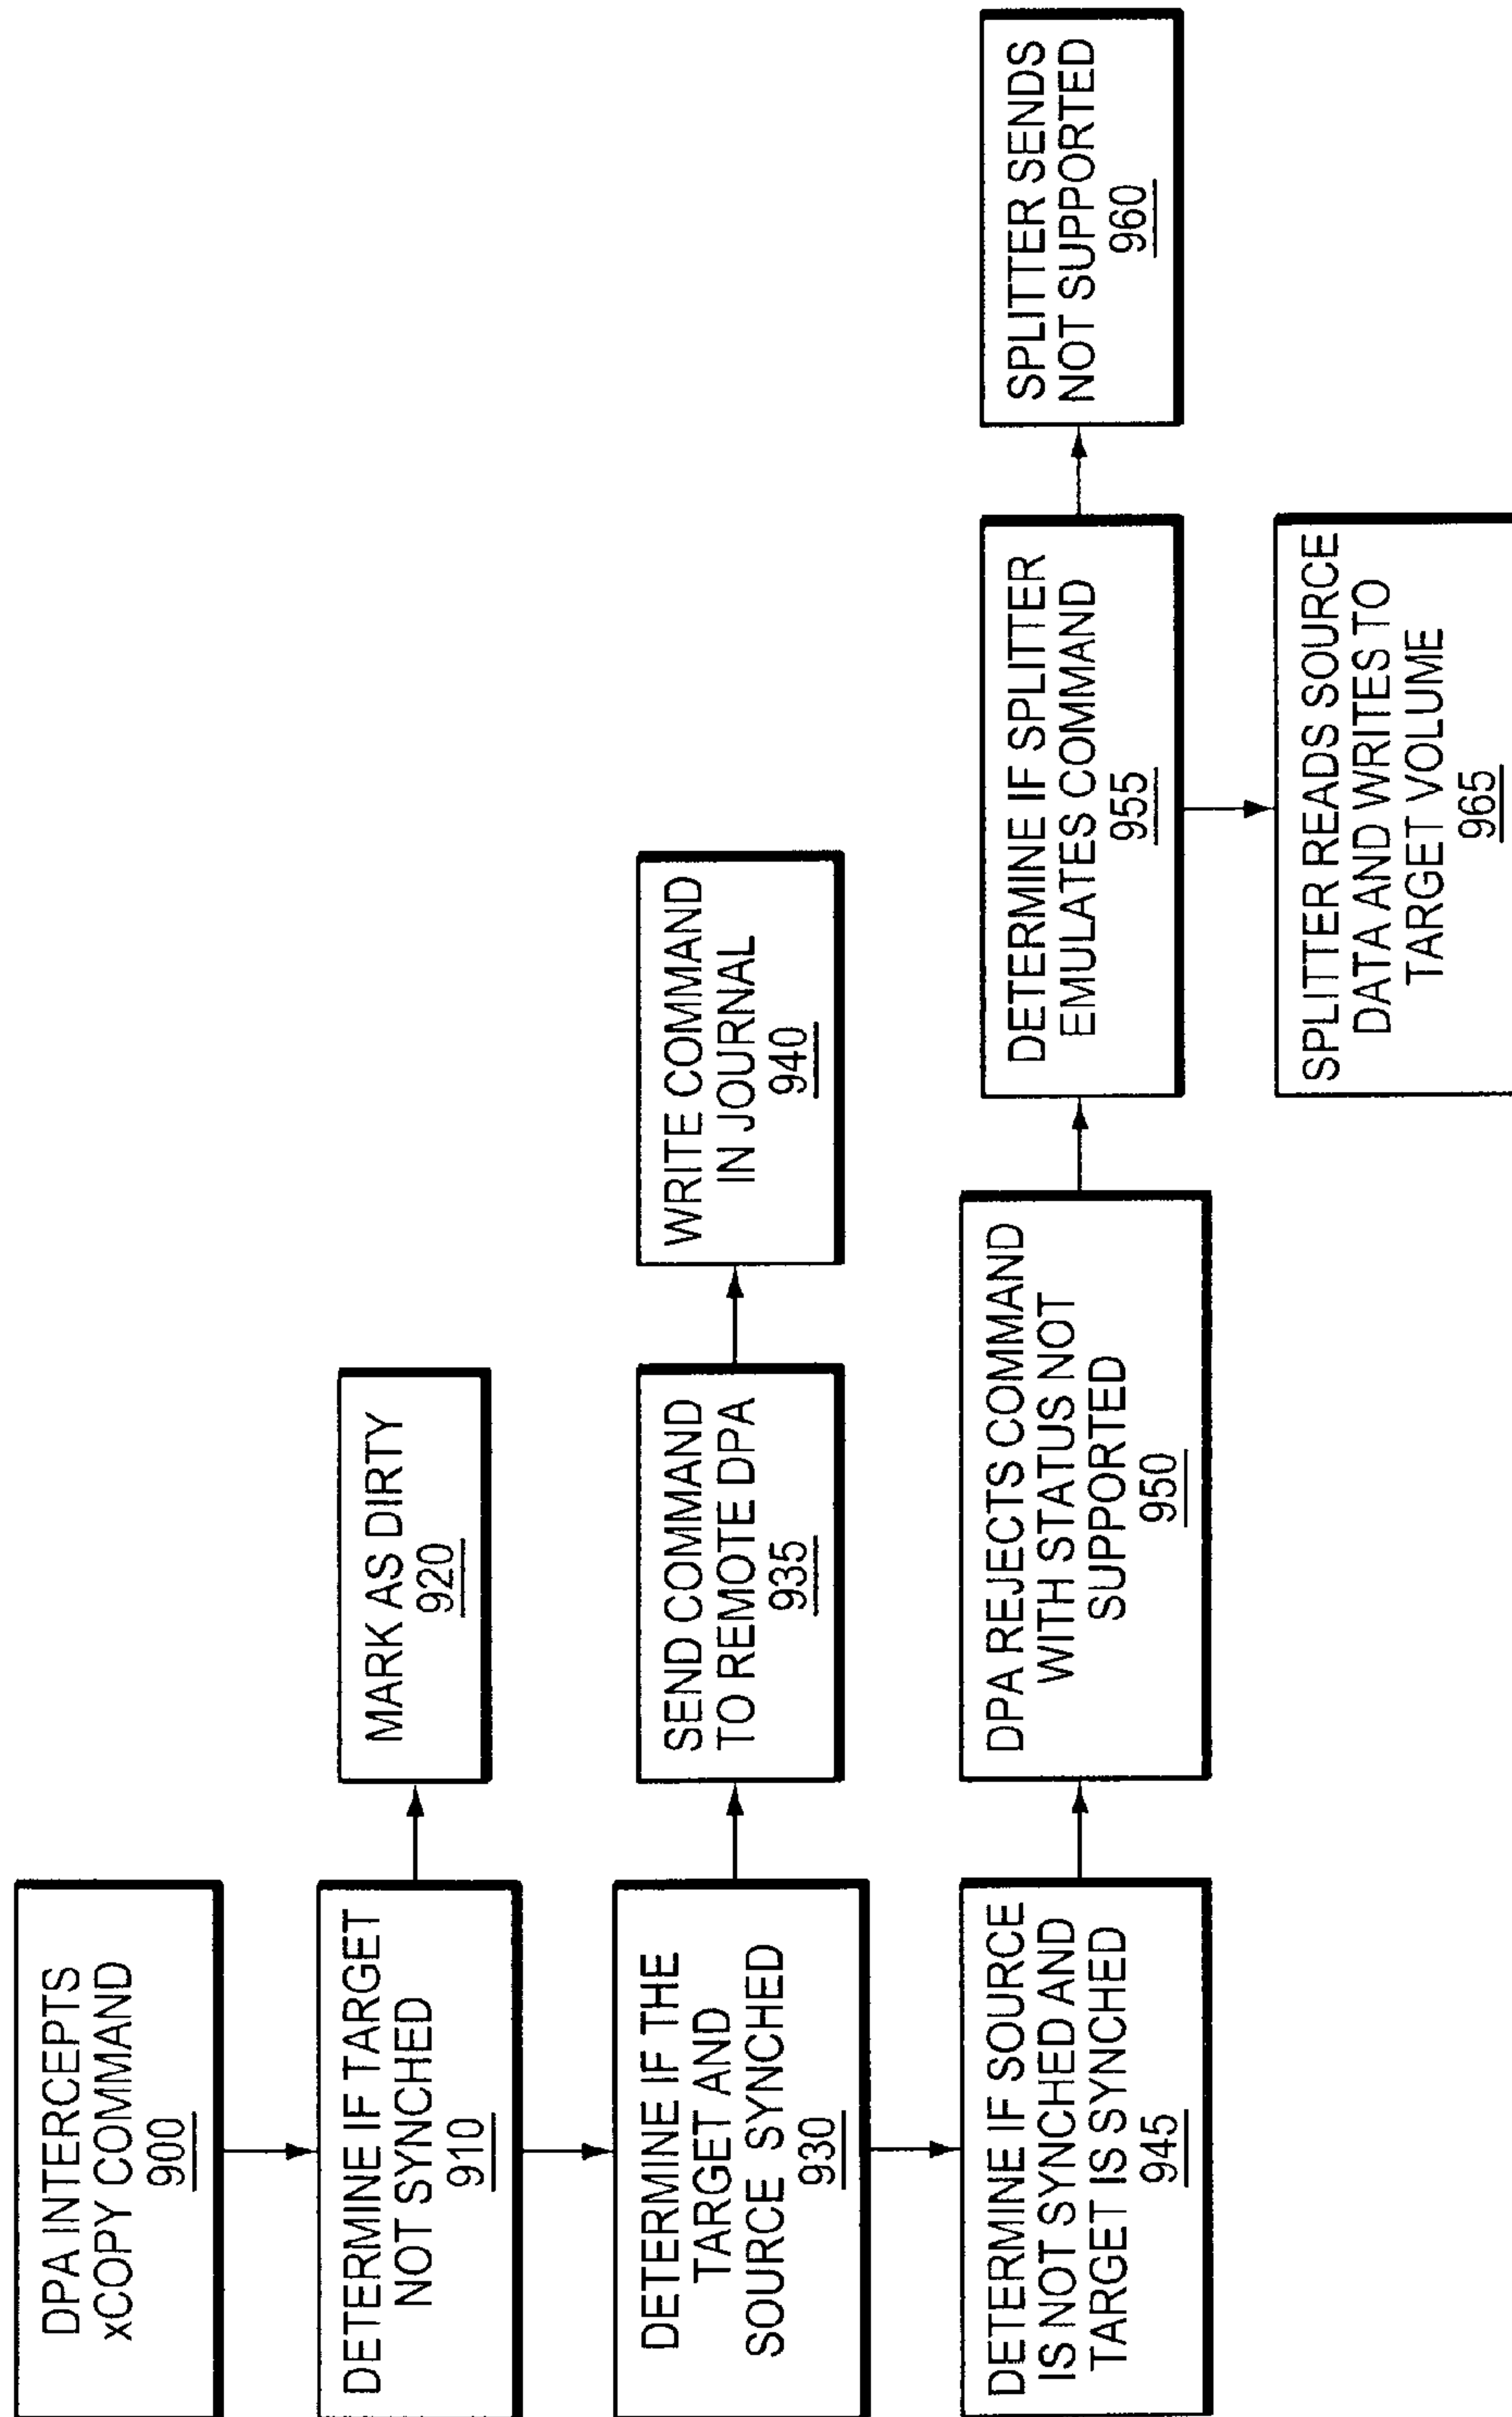 DPA INTERCEPTS
xCOPY COMMAND
900
DETERMINE IF TARGET
NOT SYNCHED
910
MARK AS DIRTY
920
DETERMINE IF THE
TARGET AND
SOURCE SYNCHED
930
SEND COMMAND
TO REMOTE DPA
935
WRITE COMMAND
IN JOURNAL
940
DETERMINE IF SOURCE
IS NOT SYNCHED AND
TARGET IS SYNCHED
945
DPA REJECTS COMMAND
WITH STATUS NOT
SUPPORTED
950
DETERMINE IF SPLITTER
EMULATES COMMAND
955
SPLITTER SENDS
NOT SUPPORTED
960
SPLITTER READS SOURCE
DATA AND WRITES TO
TARGET VOLUME
965